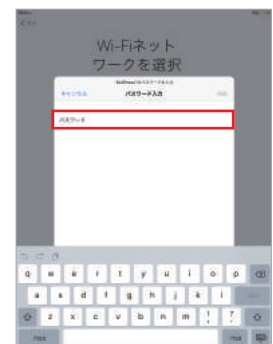 Wi-Fiネット
ワークを選択
キャンセル
パスワード入力
パスワード
q w e r t y u i o p
a s d f g h j k l
z x c v b n m ! , ? .